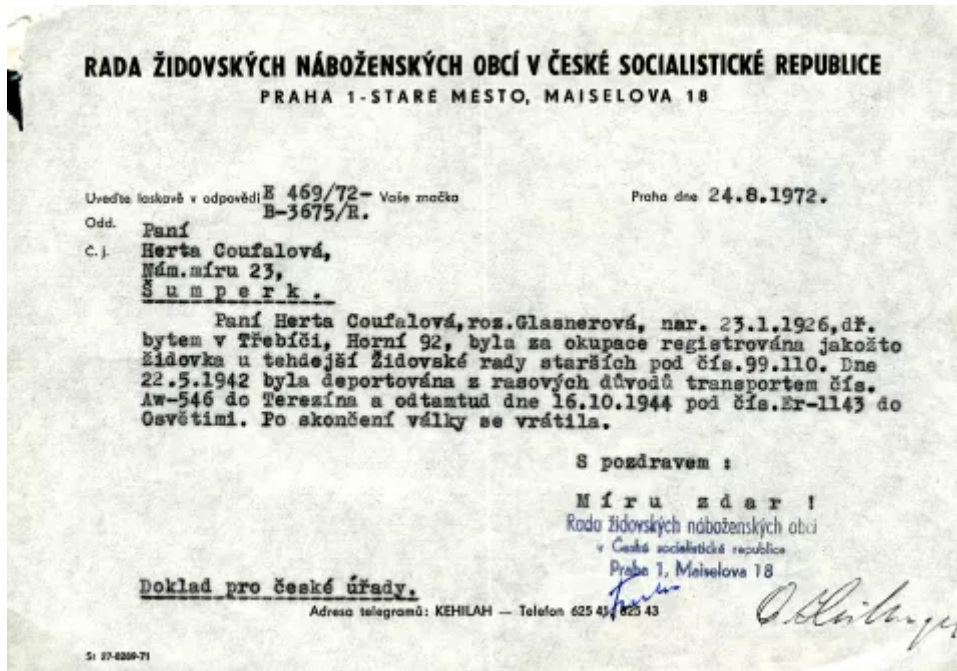 RADA ŽIDOVSKÝCH NÁBOŽENSKÝCH OBCÍ V ČESKÉ SOCIALISTICKÉ REPUBLICE
PRAHA 1-STARÉ MĚSTO, MAISELOVA 18
Uveďte laskavě v odpovědi E 469/72- Vaše značka Praha dne 24.8.1972.
B-3675/R.
Odd.
Paní
Č. j. Herta Coufalová,
Nám.míru 23,
Šumperk.
Paní Herta Coufalová,roz.Glasnerová, nar. 23.1.1926,dř.
bytem v Třebíči, Horní 92, byla za okupace registrována jakožto
židovka u tehdejší Židovské rady starších pod čís.99.110. Dne
22.5.1942 byla deportována z rasových důvodů transportem čís.
Aw-546 do Terezína a odtamtud dne 16.10.1944 pod čís.Er-1143 do
Osvětimi. Po skončení války se vrátila.
S pozdravem :
Míru zdar !
Rada židovských náboženských obcí
v České socialistické republice
Praha 1, Maiselova 18
Doklad pro české úřady.
Adresa telegramů: KEHILAH — Telefon 625 43
St 27-8209-71